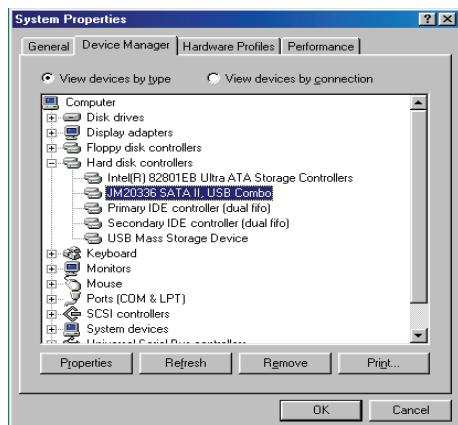 System Properties
General Device Manager Hardware Profiles Performance
View devices by type View devices by connection
Computer
Disk drives
Display adapters
Floppy disk controllers
Hard disk controllers
Intel(R) 82801EB Ultra ATA Storage Controllers
JM20336 SATA II, USB Combo
Primary IDE controller (dual fifo)
Secondary IDE controller (dual fifo)
USB Mass Storage Device
Keyboard
Monitors
Mouse
Ports (COM & LPT)
SCSI controllers
System devices
Properties Refresh Remove Print...
OK Cancel